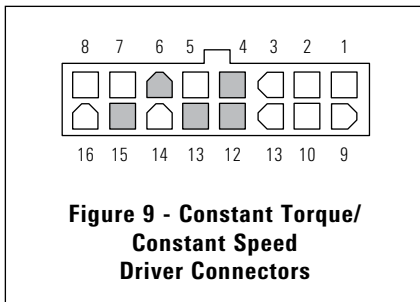 8 7 6 5 4 3 2 1
16 15 14 13 12 13 10 9
Figure 9 - Constant Torque/
Constant Speed
Driver Connectors